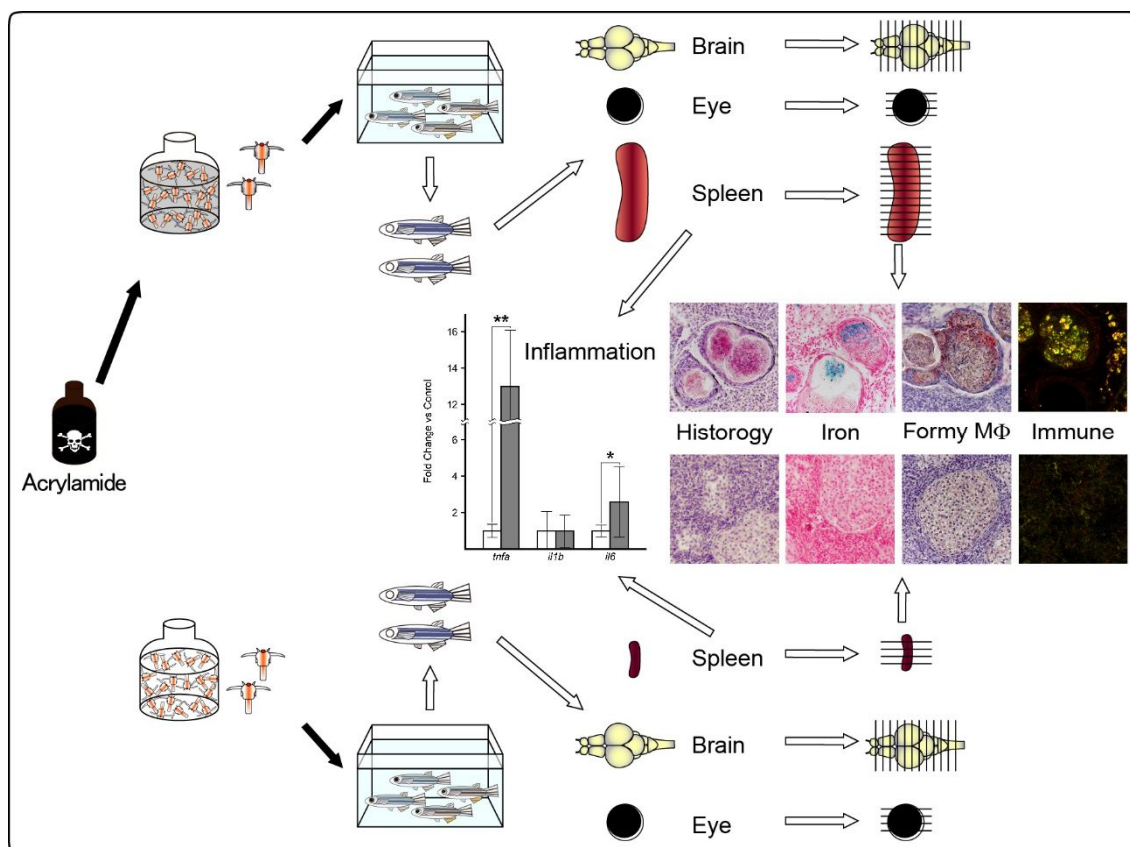 Brain
Eye
Spleen
Acrylamide
Inflammation
**
*
Fold Change vs Conrol
16
14
12
6
4
2
tnfa
il1b
il6
Historogy
Iron
Formy MΦ
Immune
Spleen
Brain
Eye